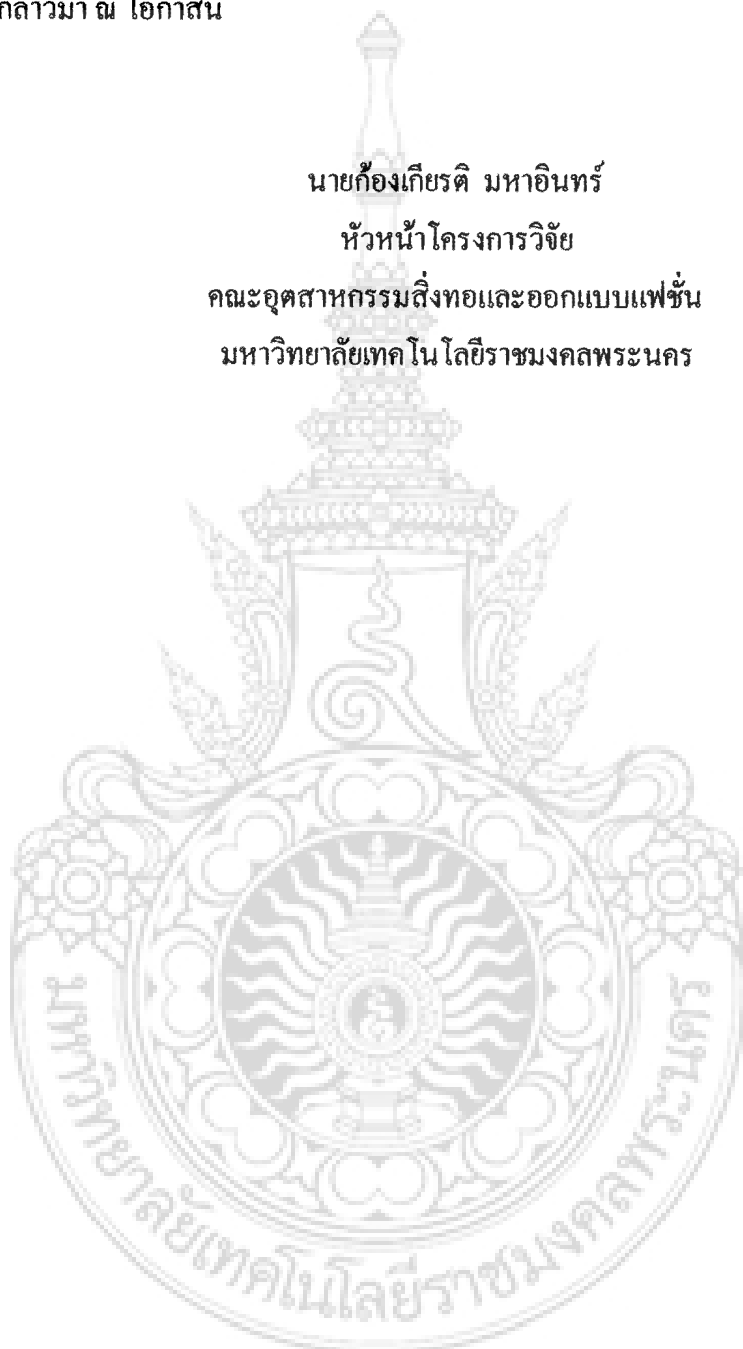 กล่าวมา ณ โอกาสนี้
นายก้องเกียรติ มหาอินทร์
หัวหน้าโครงการวิจัย
คณะอุตสาหกรรมสิ่งทอและออกแบบแฟชั่น
มหาวิทยาลัยเทคโนโลยีราชมงคลพระนคร
มหาวิทยาลัยเทคโนโลยีราชมงคลพระนคร